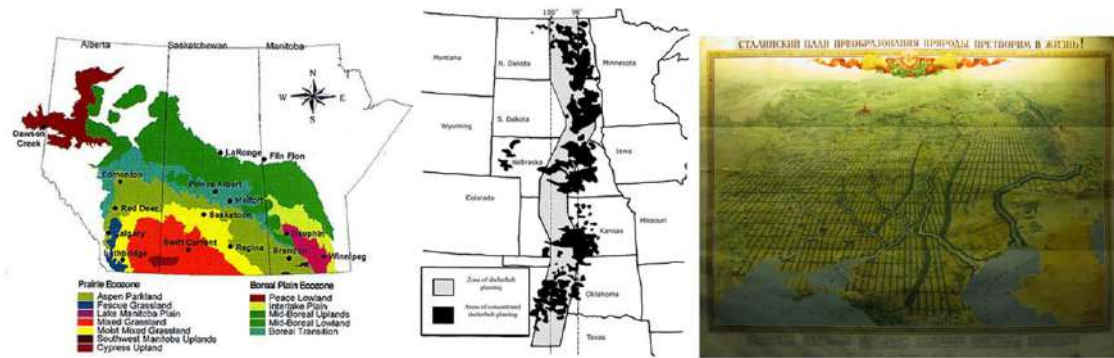 Alberta
Saskatchewan
Manitoba
N
W E
S
Dawson
Creek
LaRonge
Flin Flon
Edmonton
Prince Albert
Melfort
Red Deer
Saskatoon
Calgary
Dauphin
Swift Current
Regina
Brandon
Lethbridge
Winnipeg
Prairie Ecozone
Aspen Parkland
Fescue Grassland
Lake Manitoba Plain
Mixed Grassland
Moist Mixed Grassland
Southwest Manitoba Uplands
Cypress Upland
Boreal Plain Ecozone
Peace Lowland
Interlake Plain
Mid-Boreal Uplands
Mid-Boreal Lowland
Boreal Transition
100° 98°
Montana
N. Dakota
Minnesota
S. Dakota
Wyoming
Nebraska
Iowa
Colorado
Kansas
Missouri
Oklahoma
Texas
Zone of shelterbelt
planting
Areas of concentrated
shelterbelt planting
СТАЛИНСКИЙ ПЛАН ПРЕОБРАЗОВАНИЯ ПРИРОДЫ ПРЕТВОРИМ В ЖИЗНЬ!